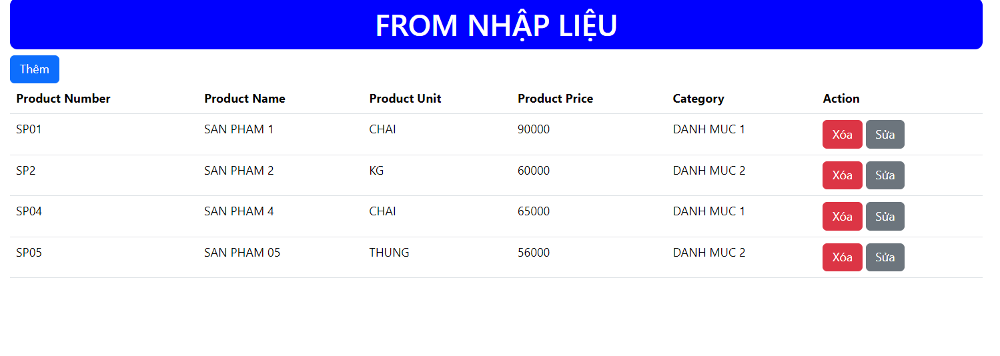 FROM NHẬP LIỆU
Thêm
Product Number Product Name Product Unit Product Price Category Action
SP01 SAN PHAM 1 CHAI 90000 DANH MUC 1 Xóa Sửa
SP2 SAN PHAM 2 KG 60000 DANH MUC 2 Xóa Sửa
SP04 SAN PHAM 4 CHAI 65000 DANH MUC 1 Xóa Sửa
SP05 SAN PHAM 05 THUNG 56000 DANH MUC 2 Xóa Sửa